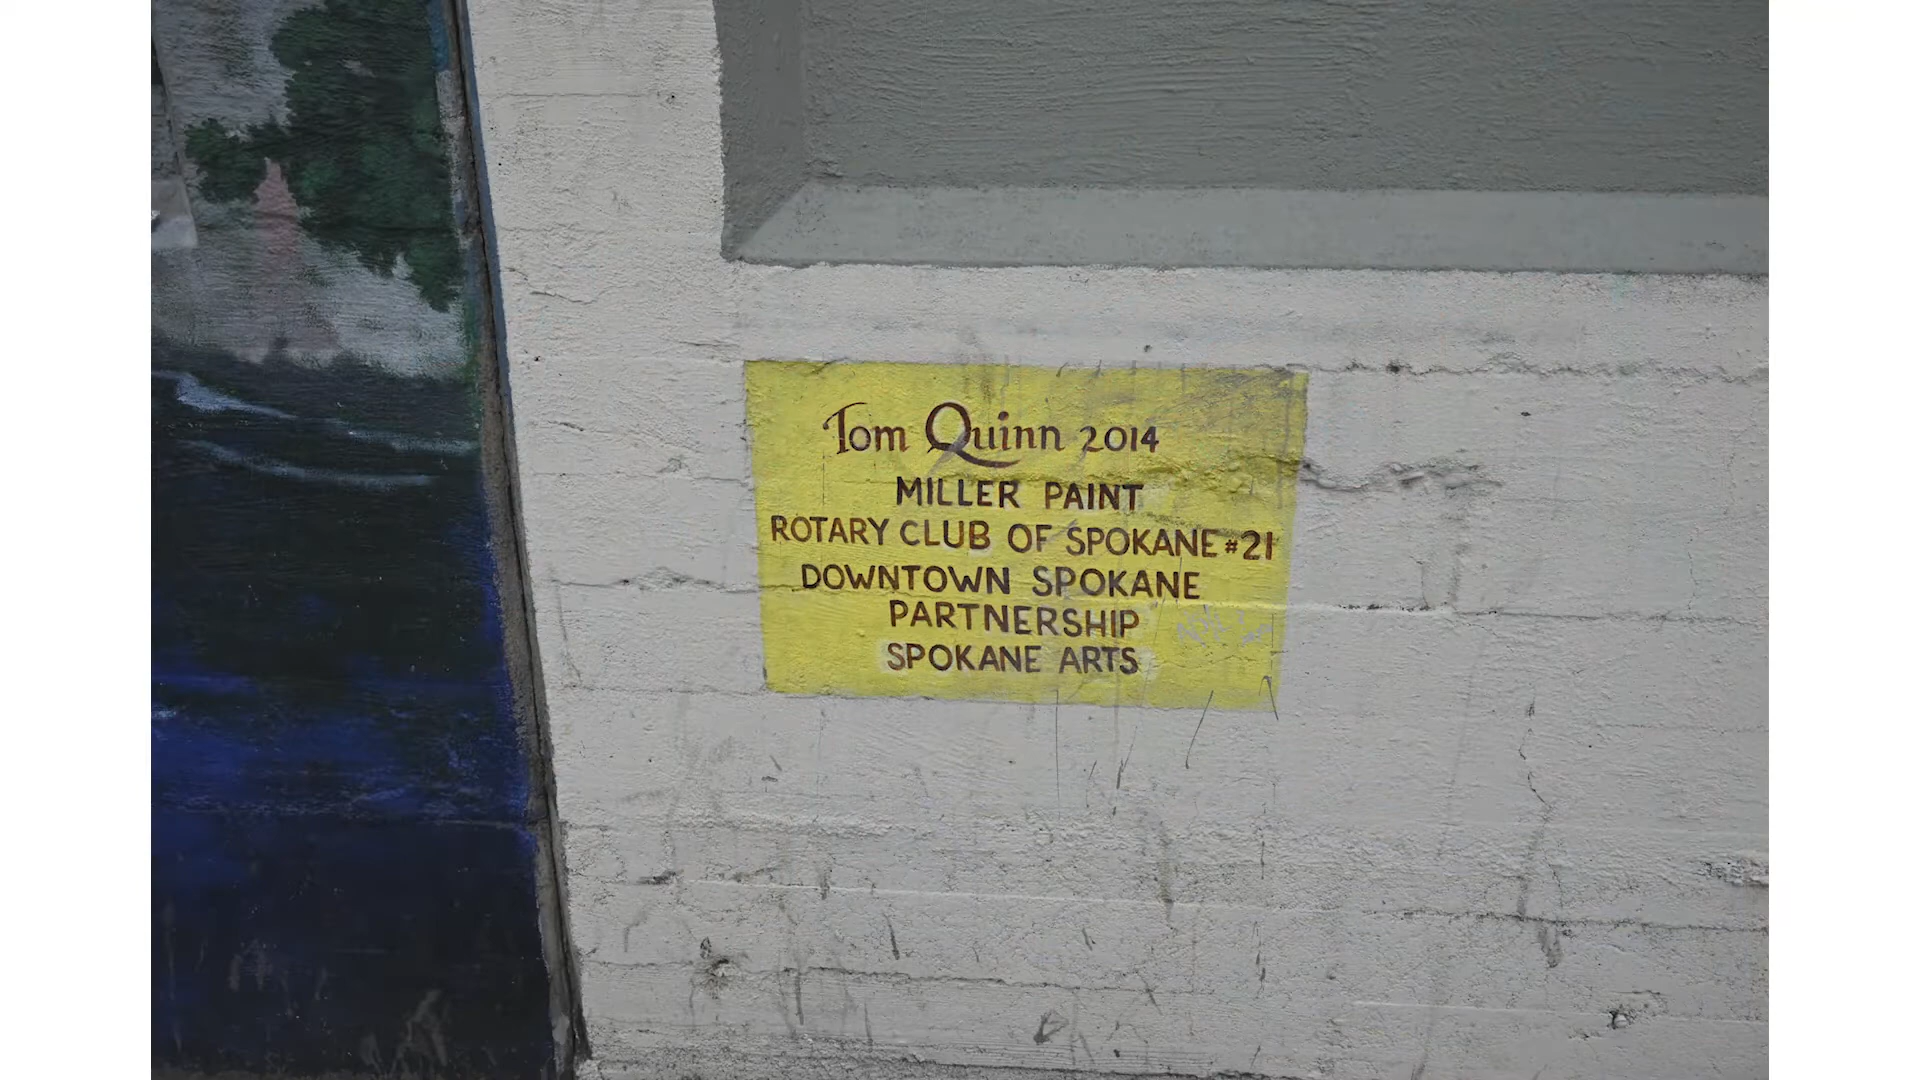 Tom Quinn 2014
MILLER PAINT
ROTARY CLUB OF SPOKANE #21
DOWNTOWN SPOKANE
PARTNERSHIP
SPOKANE ARTS